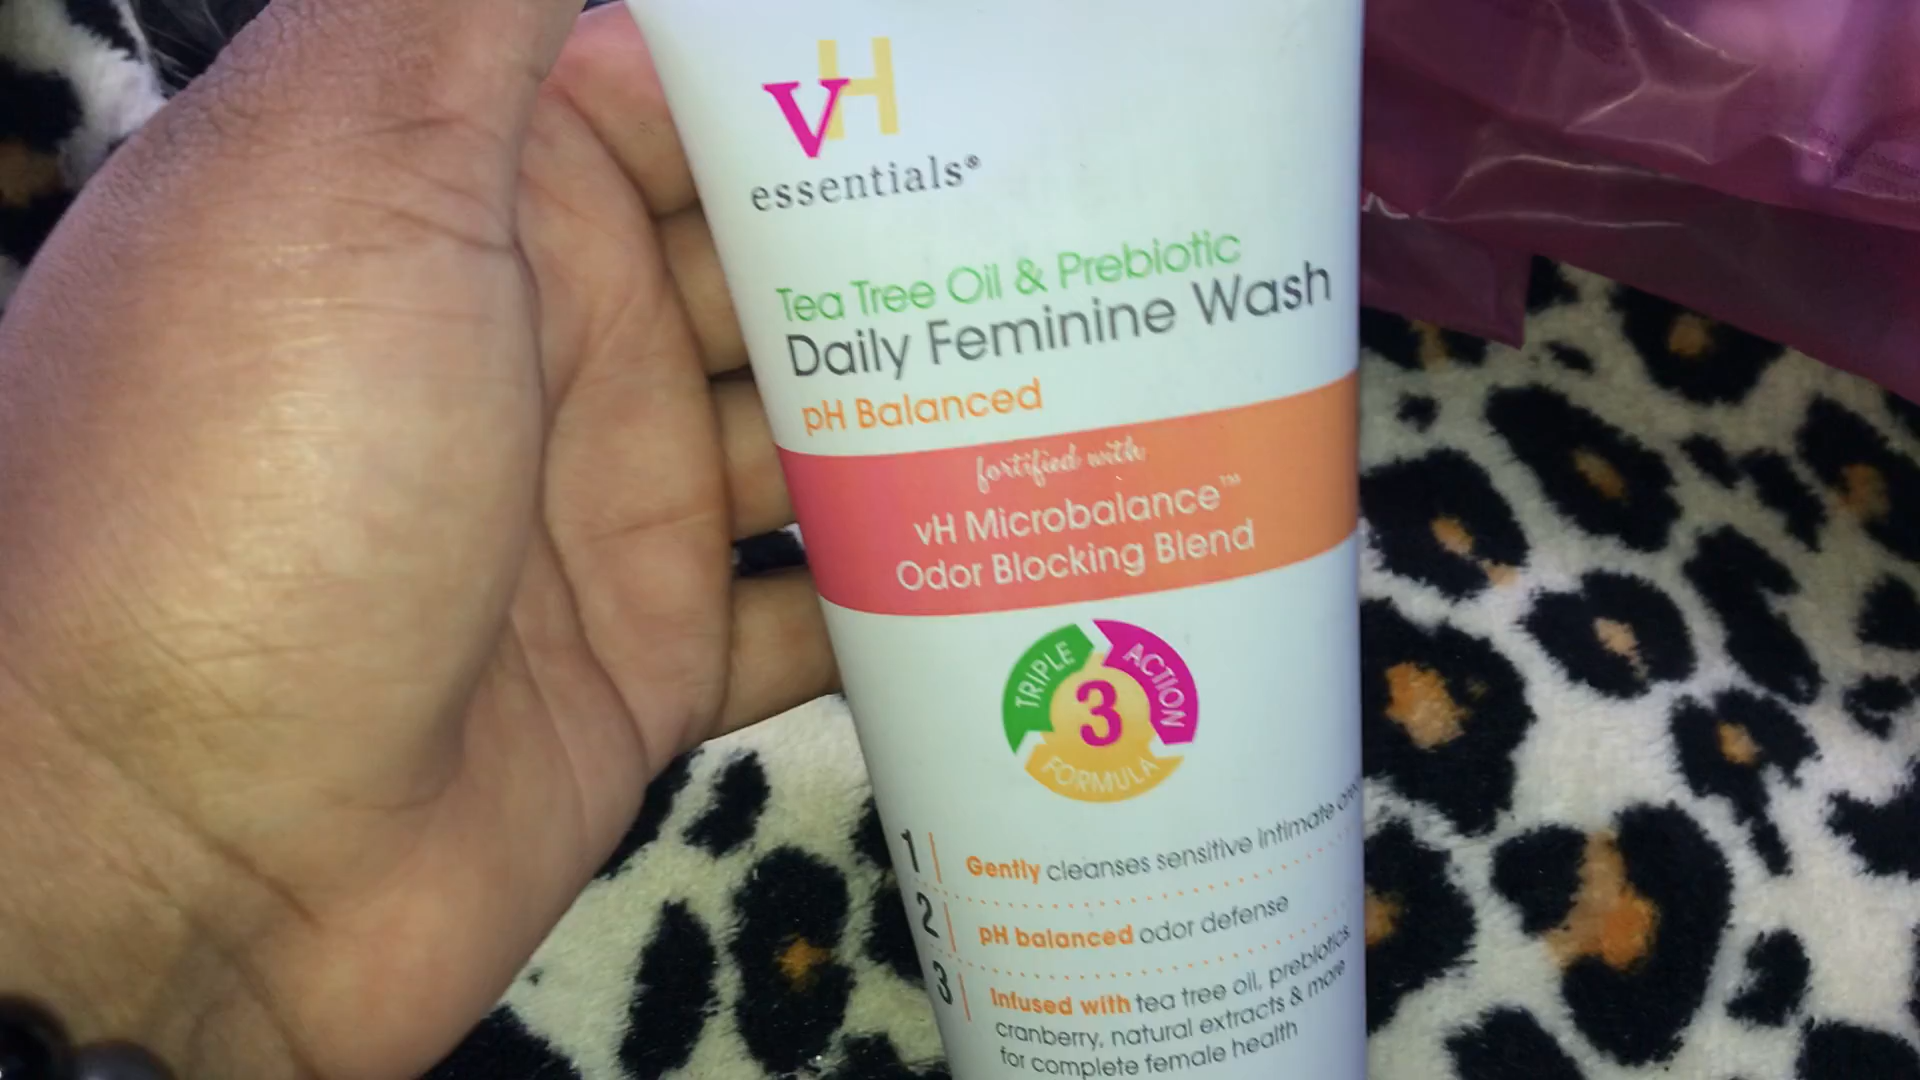 vH
essentials®
Tea Tree Oil & Prebiotic
Daily Feminine Wash
pH Balanced
fortified with
vH Microbalance™
Odor Blocking Blend
TRIPLE ACTION FORMULA
3
1 Gently cleanses sensitive intimate
2 pH balanced odor defense
3 Infused with tea tree oil, prebiotics,
cranberry, natural extracts & more
for complete female health